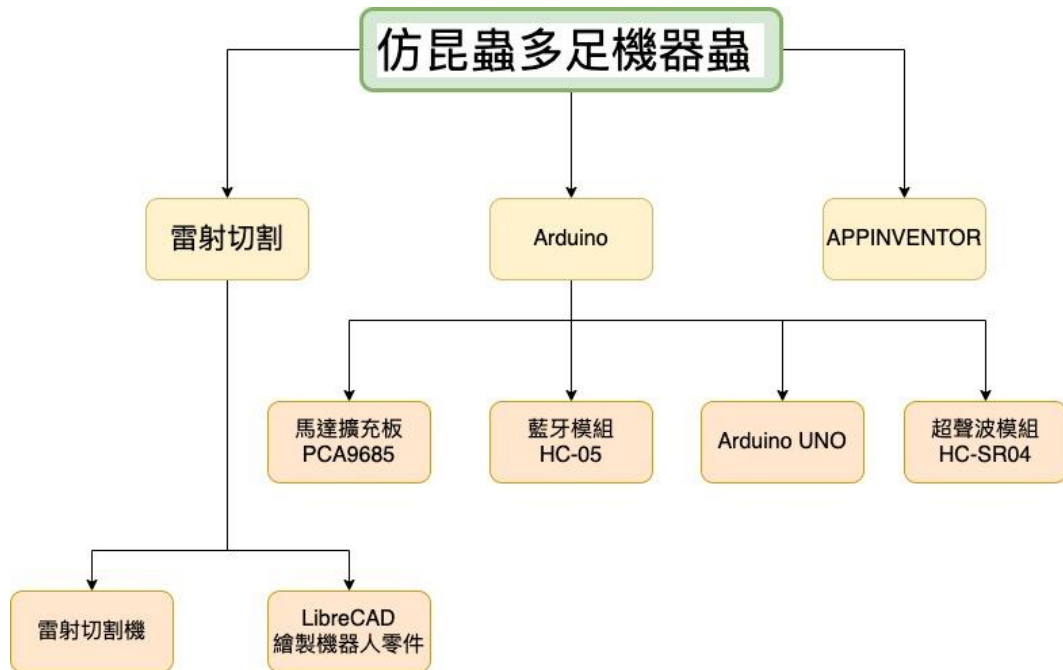 仿昆蟲多足機器蟲
雷射切割
Arduino
APPINVENTOR
馬達擴充板
PCA9685
藍牙模組
HC-05
Arduino UNO
超聲波模組
HC-SR04
雷射切割機
LibreCAD
繪製機器人零件